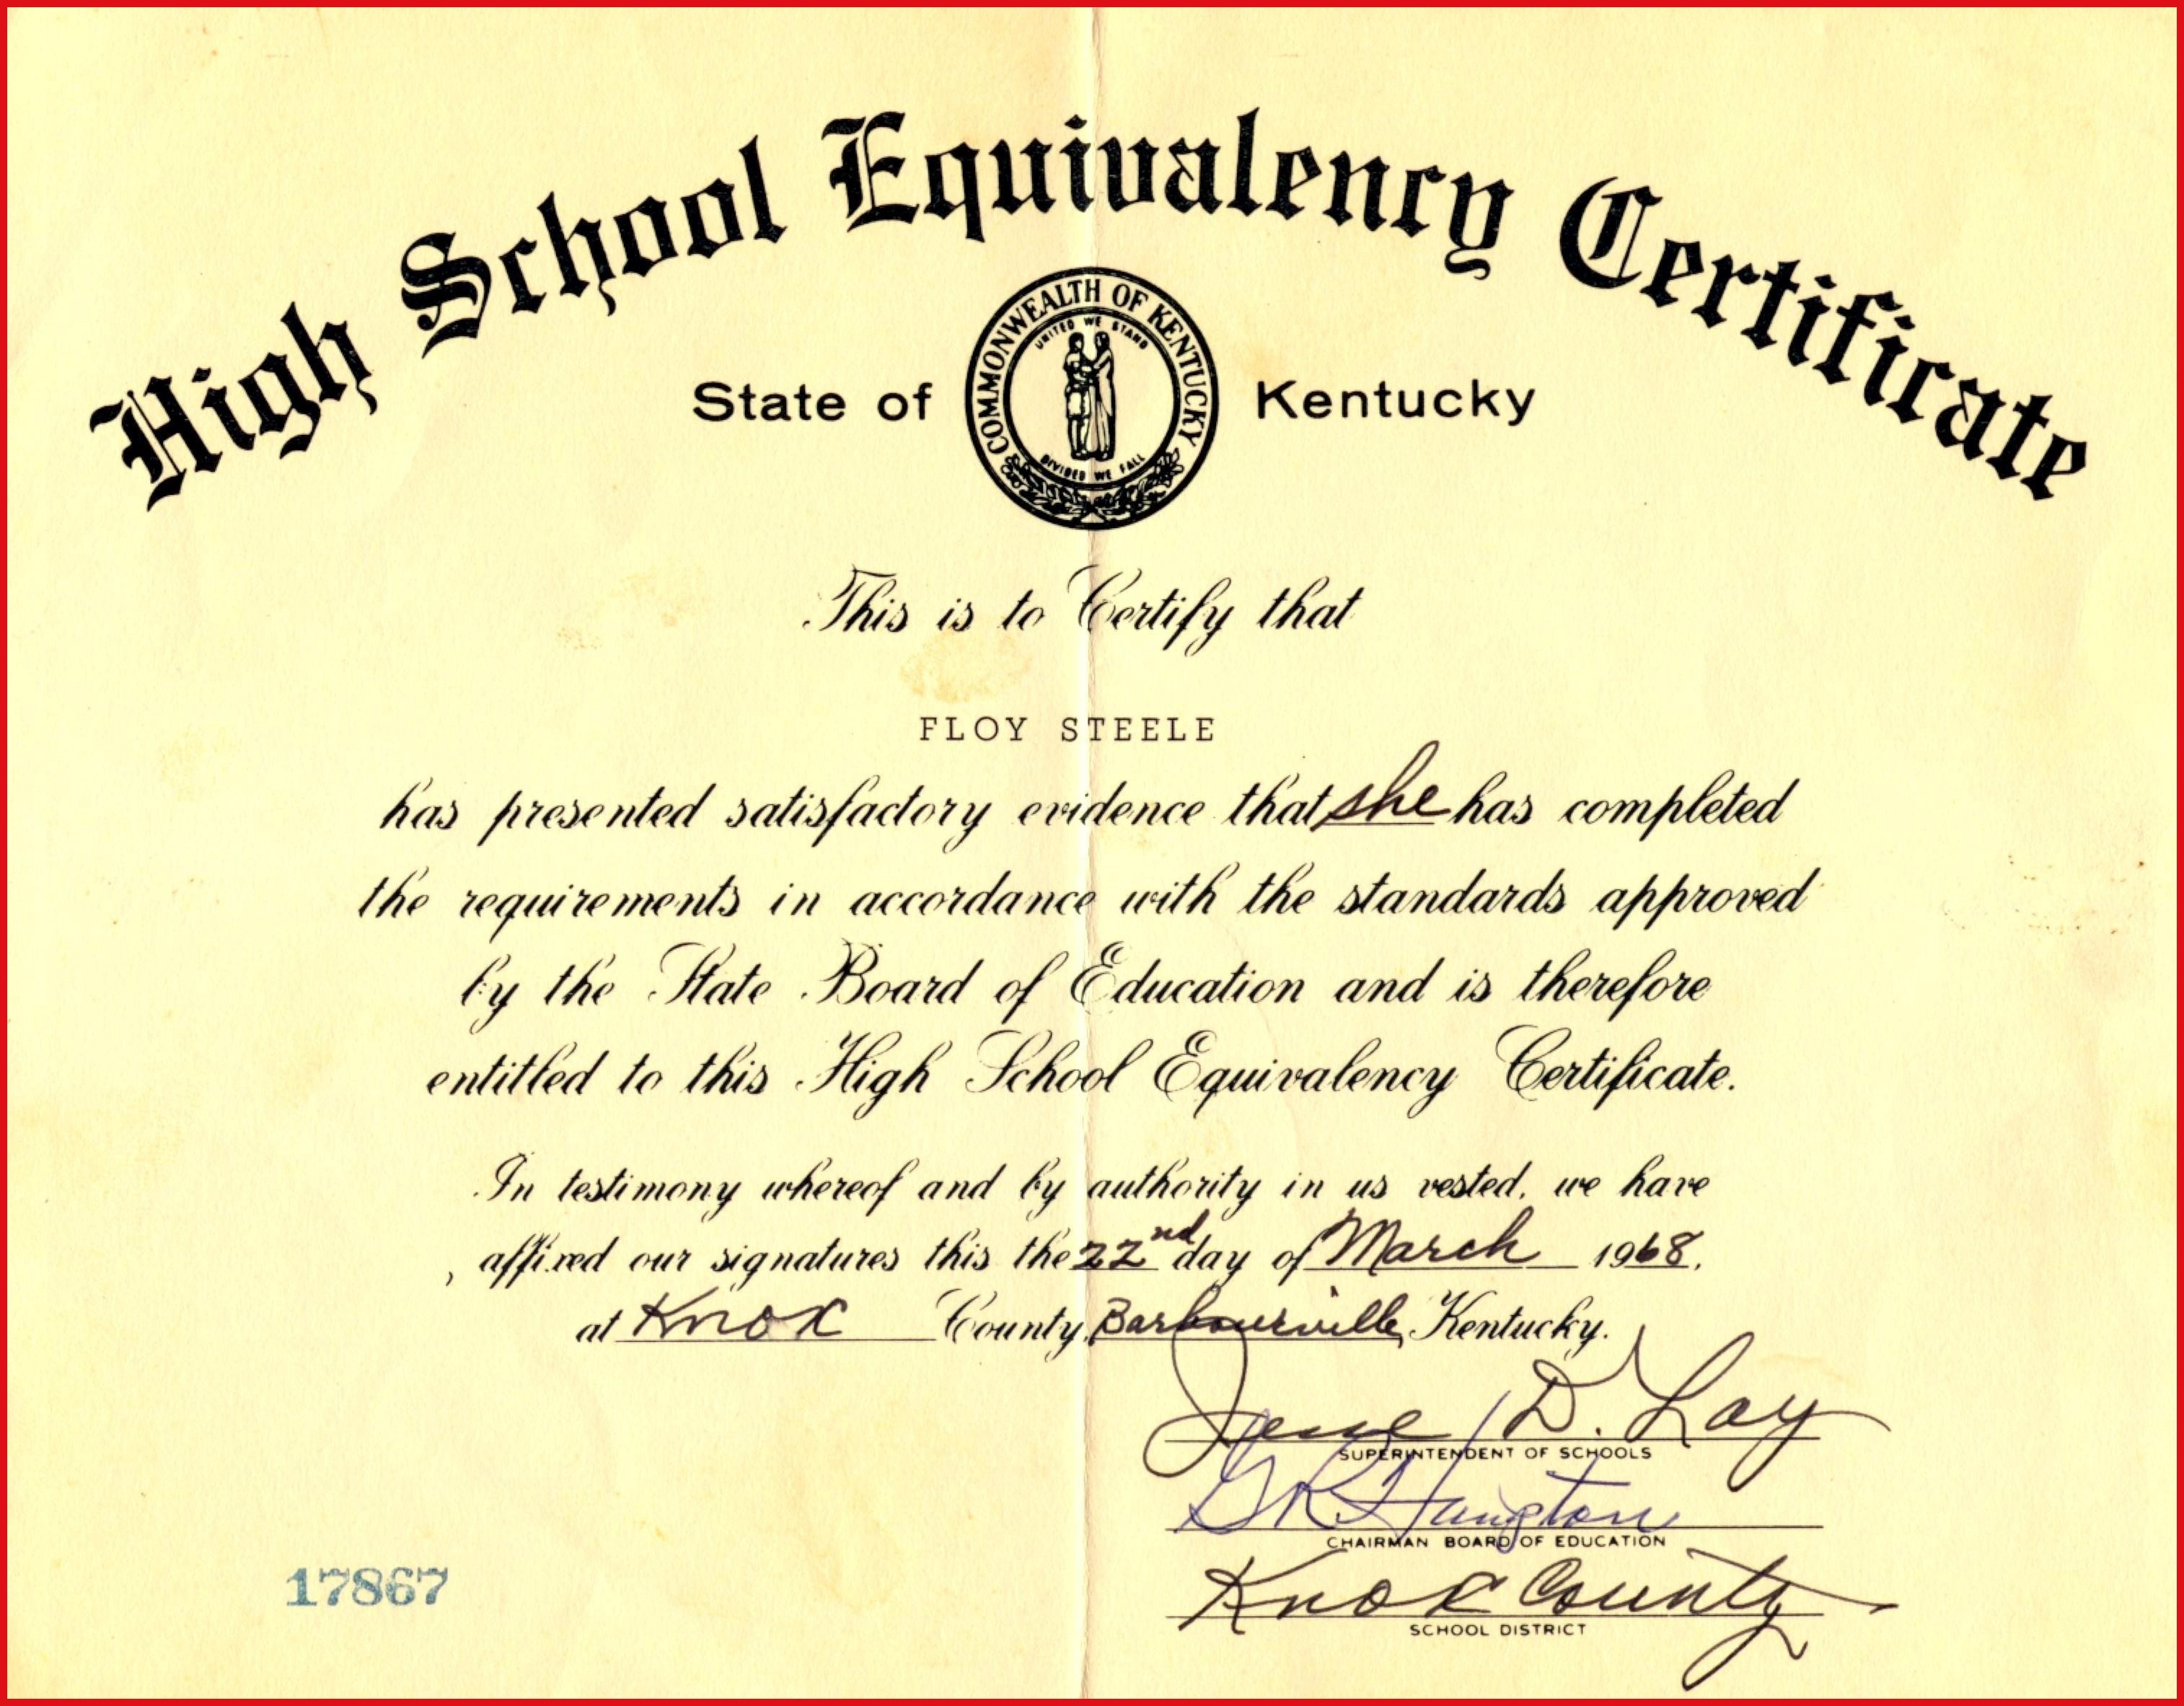 High School Equivalency Certificate
State of Kentucky
COMMONWEALTH OF KENTUCKY
UNITED WE STAND
DIVIDED WE FALL
This is to Certify that
FLOY STEELE
has presented satisfactory evidence that she has completed
the requirements in accordance with the standards approved
by the State Board of Education and is therefore
entitled to this High School Equivalency Certificate.
In testimony whereof and by authority in us vested, we have
affixed our signatures this the 22nd day of March 1968.
at Knox County, Barbourville, Kentucky.
Jesse D. Lay
SUPERINTENDENT OF SCHOOLS
CHAIRMAN BOARD OF EDUCATION
Knox County
SCHOOL DISTRICT
17867